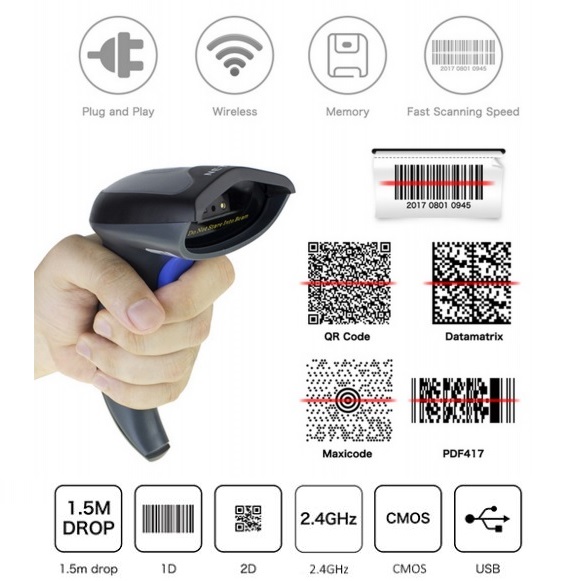 Plug and Play
Wireless
Memory
2017 0801 0945
Fast Scanning Speed
2017 0801 0945
QR Code
Datamatrix
Maxicode
PDF417
1.5M
DROP
2.4GHz
CMOS
1.5m drop
1D
2D
2.4GHz
CMOS
USB